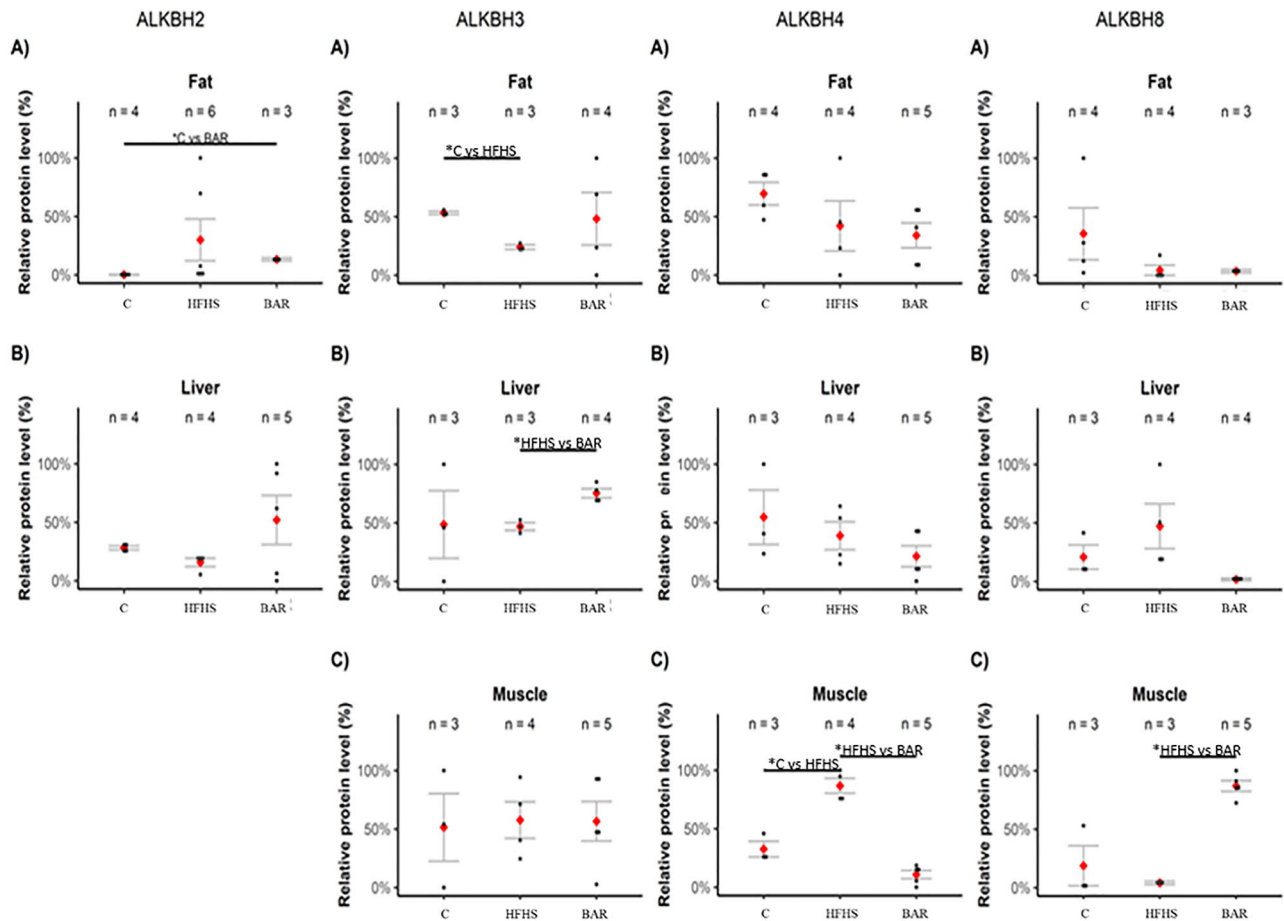 ALKBH2 ALKBH3 ALKBH4 ALKBH8
A) A) A) A)
Fat Fat Fat Fat
Relative protein level (%) Relative protein level (%) Relative protein level (%) Relative protein level (%)
n = 4 n = 6 n = 3 n = 3 n = 3 n = 4 n = 4 n = 4 n = 5 n = 4 n = 4 n = 3
*C vs BAR *C vs HFHS
100% 100% 100% 100%
50% 50% 50% 50%
0% 0% 0% 0%
C HFHS BAR C HFHS BAR C HFHS BAR C HFHS BAR
B) B) B) B)
Liver Liver Liver Liver
Relative protein level (%) Relative protein level (%) Relative pr ein level (%) Relative protein level (%)
n = 4 n = 4 n = 5 n = 3 n = 3 n = 4 n = 3 n = 4 n = 5 n = 3 n = 4 n = 4
*HFHS vs BAR
100% 100% 100% 100%
50% 50% 50% 50%
0% 0% 0% 0%
C HFHS BAR C HFHS BAR C HFHS BAR C HFHS BAR
C) C) C)
Muscle Muscle Muscle
Relative protein level (%) Relative protein level (%) Relative protein level (%)
n = 3 n = 4 n = 5 n = 3 n = 4 n = 5 n = 3 n = 3 n = 5
*C vs HFHS *HFHS vs BAR *HFHS vs BAR
100% 100% 100%
50% 50% 50%
0% 0% 0%
C HFHS BAR C HFHS BAR C HFHS BAR